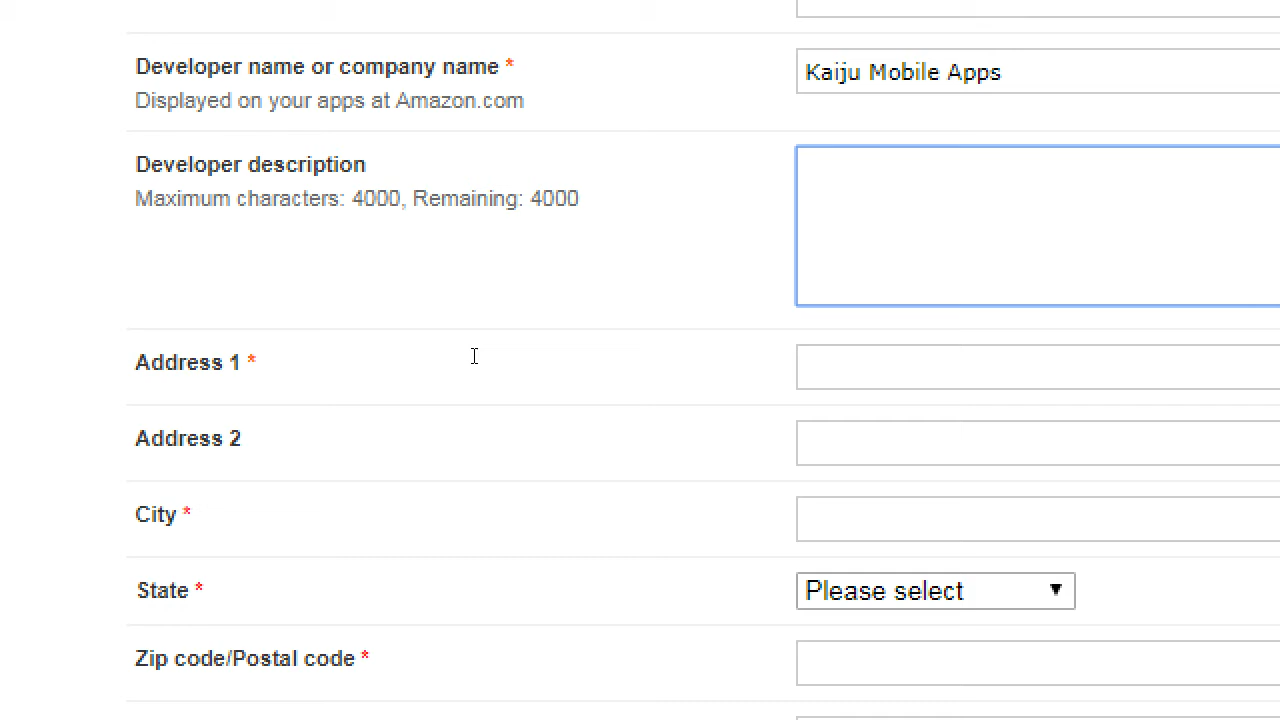 Developer name or company name *
Kaiju Mobile Apps
Displayed on your apps at Amazon.com
Developer description
Maximum characters: 4000, Remaining: 4000
Address 1 *
Address 2
City *
State *
Please select
Zip code/Postal code *